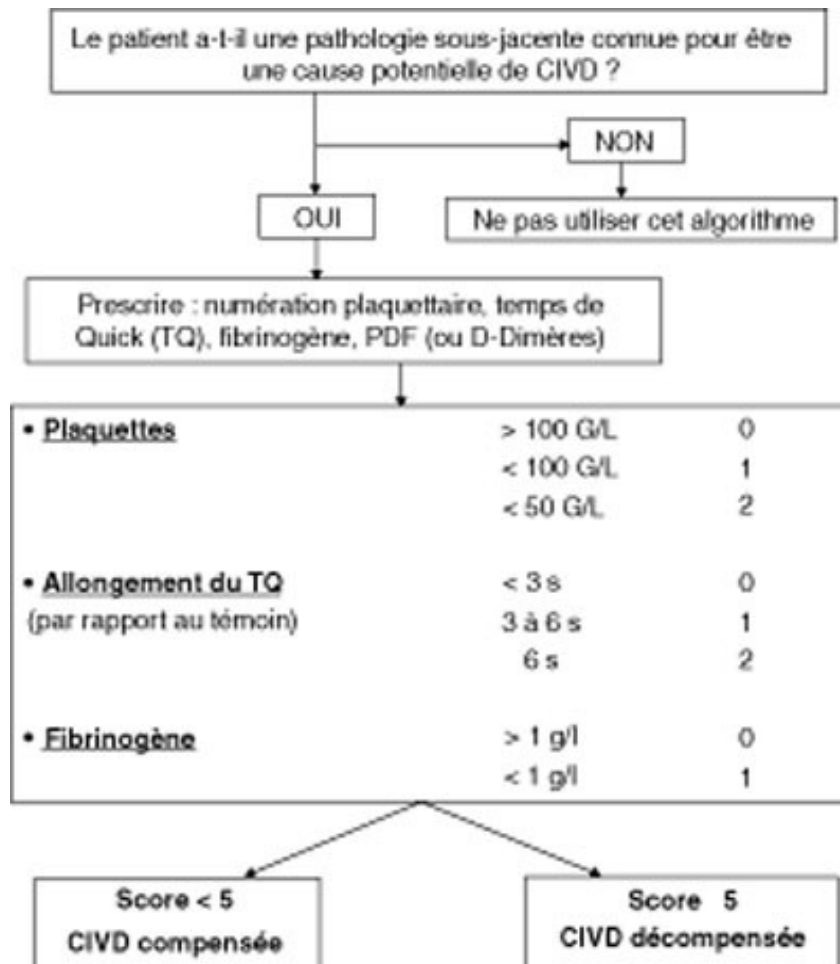 Le patient a-t-il une pathologie sous-jacente connue pour être
une cause potentielle de CIVD ?
NON
OUI
Ne pas utiliser cet algorithme
Prescrire : numération plaquettaire, temps de
Quick (TQ), fibrinogène, PDF (ou D-Dimères)
• Plaquettes > 100 G/L 0
< 100 G/L 1
< 50 G/L 2
• Allongement du TQ < 3 s 0
(par rapport au témoin) 3 à 6 s 1
6 s 2
• Fibrinogène > 1 g/l 0
< 1 g/l 1
Score < 5
CIVD compensée
Score 5
CIVD décompensée